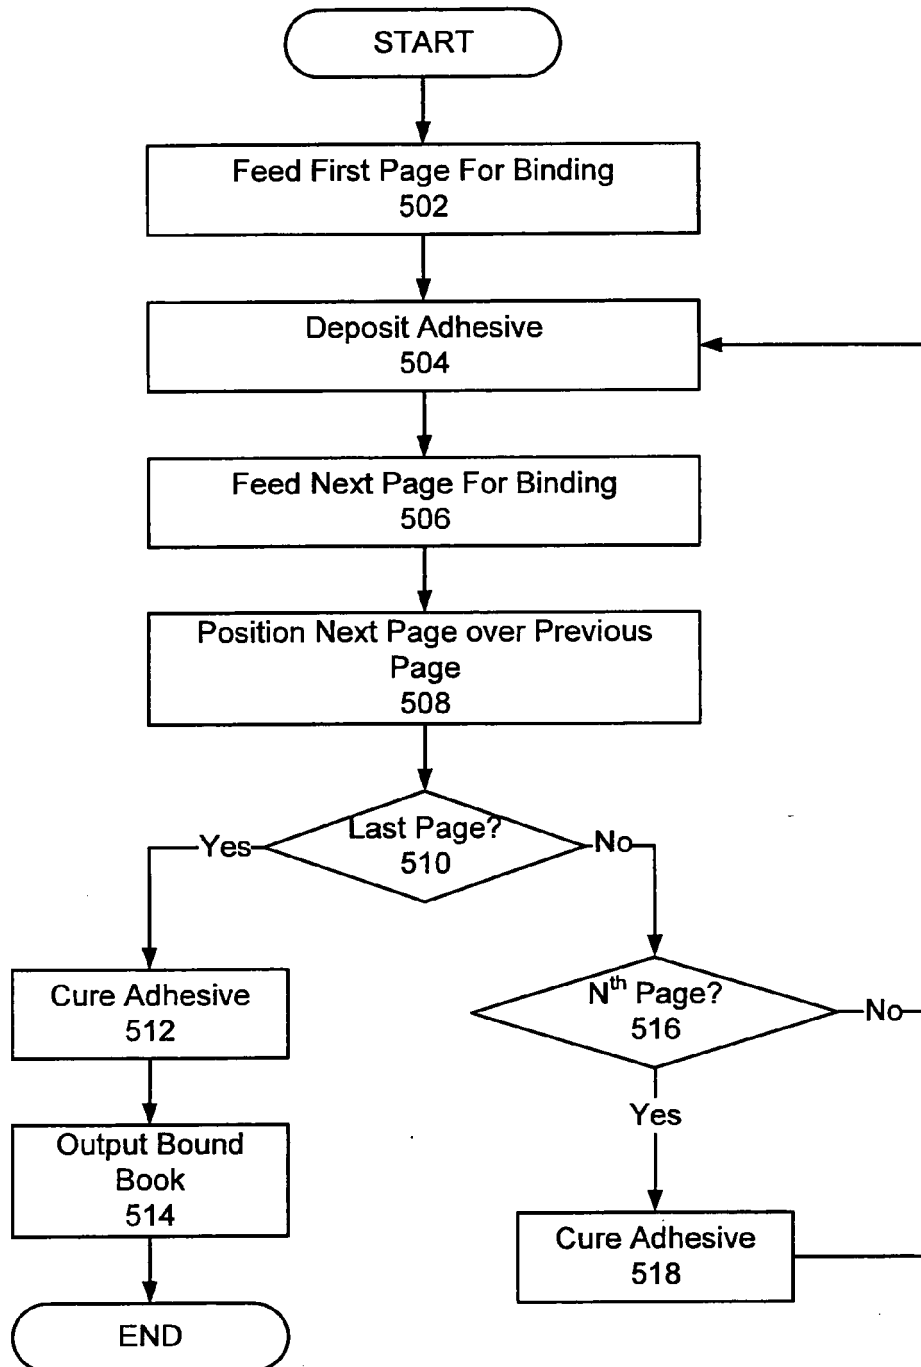 START
Feed First Page For Binding
502
Deposit Adhesive
504
Feed Next Page For Binding
506
Position Next Page over Previous
Page
508
Last Page?
510
Yes
No
Cure Adhesive
512
Nth Page?
516
No
Yes
Output Bound
Book
514
Cure Adhesive
518
END